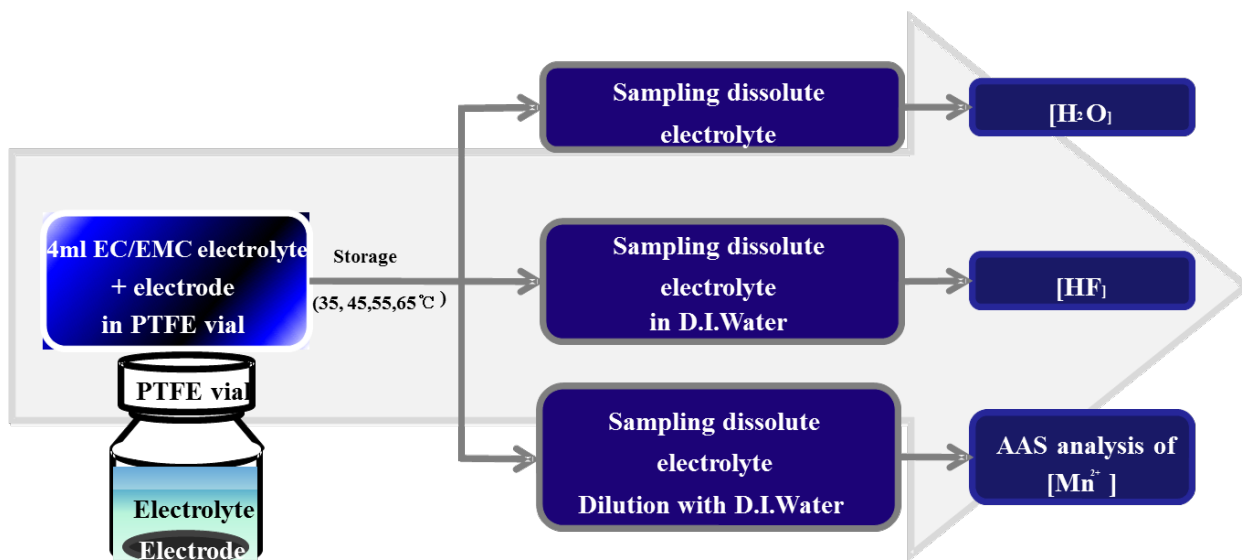 4ml EC/EMC electrolyte
+ electrode
in PTFE vial
PTFE vial
Electrolyte
Electrode
Storage
(35, 45,55,65℃)
Sampling dissolute
electrolyte
[H₂O]
Sampling dissolute
electrolyte
in D.I.Water
[HF]
Sampling dissolute
electrolyte
Dilution with D.I.Water
AAS analysis of
[Mn²⁺ ]